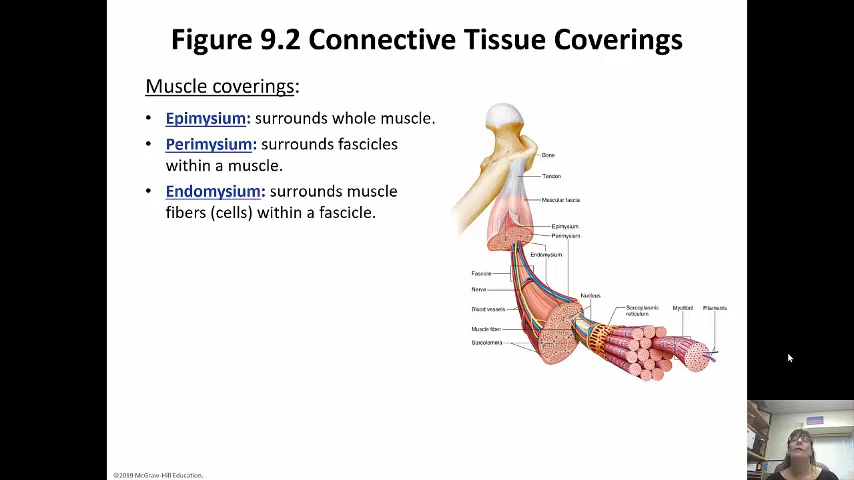 Figure 9.2 Connective Tissue Coverings
Muscle coverings:
• Epimysium: surrounds whole muscle.
• Perimysium: surrounds fascicles
within a muscle.
• Endomysium: surrounds muscle
fibers (cells) within a fascicle.
Bone
Tendon
Muscular fascia
Epimysium
Perimysium
Endomysium
Fascicle
Nerve
Nucleus
Blood vessels
Sarcoplasmic
reticulum
Myofibril
Filaments
Muscle fiber
Sarcolemma
©2019 McGraw-Hill Education.